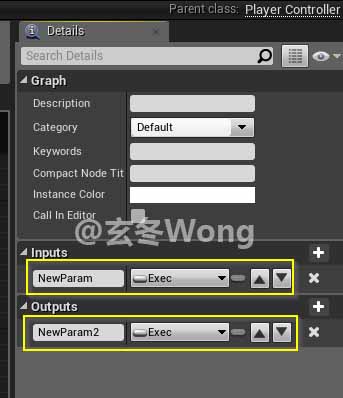 Parent class: Player Controller
Details
Search Details
Graph
Description
Category Default
Keywords
Compact Node Tit
Instance Color
Call In Editor
@玄冬Wong
Inputs
NewParam Exec
Outputs
NewParam2 Exec